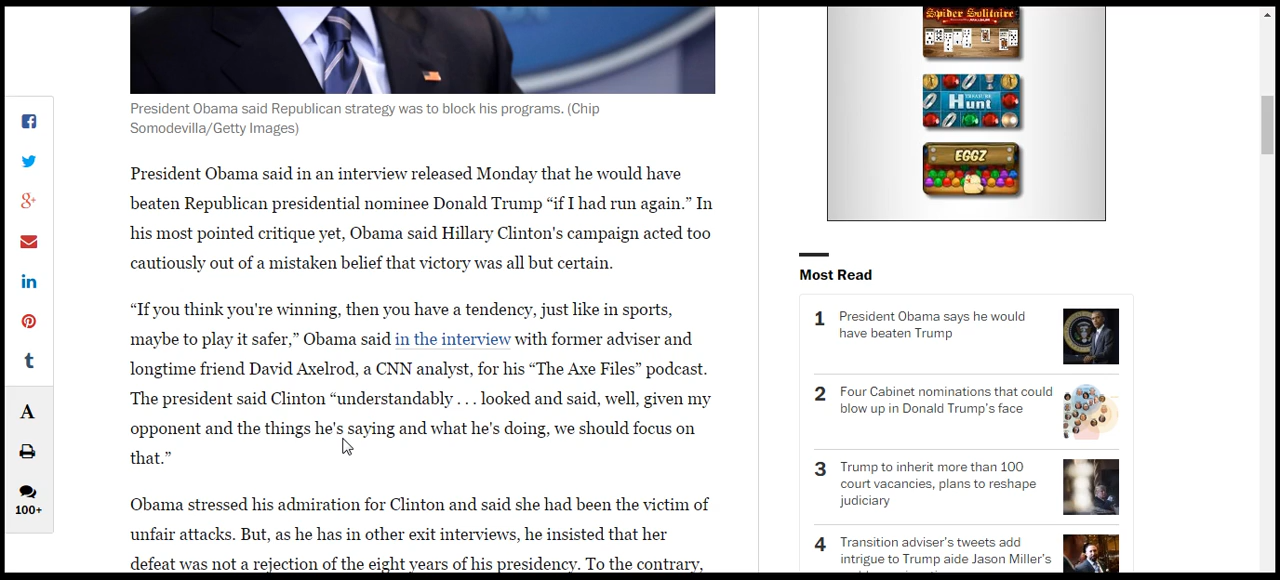 President Obama said Republican strategy was to block his programs. (Chip
Somodevilla/Getty Images)
President Obama said in an interview released Monday that he would have
beaten Republican presidential nominee Donald Trump “if I had run again.” In
his most pointed critique yet, Obama said Hillary Clinton's campaign acted too
cautiously out of a mistaken belief that victory was all but certain.
“If you think you're winning, then you have a tendency, just like in sports,
maybe to play it safer,” Obama said in the interview with former adviser and
longtime friend David Axelrod, a CNN analyst, for his “The Axe Files” podcast.
The president said Clinton “understandably . . . looked and said, well, given my
opponent and the things he's saying and what he's doing, we should focus on
that.”
Obama stressed his admiration for Clinton and said she had been the victim of
unfair attacks. But, as he has in other exit interviews, he insisted that her
defeat was not a rejection of the eight years of his presidency. To the contrary,
f
g+
in
t
A
100+
Spider Solitaire
TREASURE
Hunt
EGGZ
Most Read
1 President Obama says he would
have beaten Trump
2 Four Cabinet nominations that could
blow up in Donald Trump's face
3 Trump to inherit more than 100
court vacancies, plans to reshape
judiciary
4 Transition adviser's tweets add
intrigue to Trump aide Jason Miller's